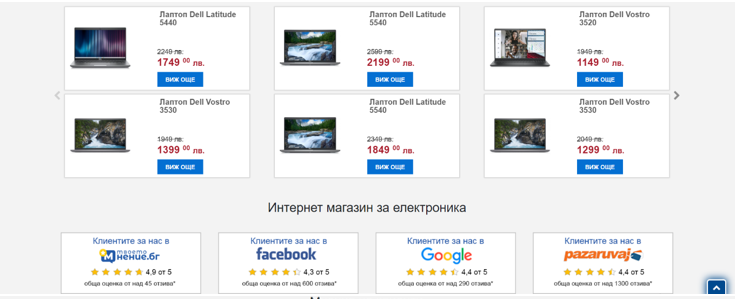 Лаптоп Dell Latitude
5440
2249 лв.
1749 00 лв.
ВИЖ ОЩЕ
Лаптоп Dell Latitude
5540
2599 лв.
2199 00 лв.
ВИЖ ОЩЕ
Лаптоп Dell Vostro
3520
1949 лв.
1149 00 лв.
ВИЖ ОЩЕ
Лаптоп Dell Vostro
3530
1949 лв.
1399 00 лв.
ВИЖ ОЩЕ
Лаптоп Dell Latitude
5540
2349 лв.
1849 00 лв.
ВИЖ ОЩЕ
Лаптоп Dell Vostro
3530
2049 лв.
1299 00 лв.
ВИЖ ОЩЕ
Интернет магазин за електроника
Клиентите за нас в
твоето
Мнение.бг
4,9 от 5
обща оценка от над 45 отзива*
Клиентите за нас в
facebook
4,3 от 5
обща оценка от над 600 отзива*
Клиентите за нас в
Google
4,4 от 5
обща оценка от над 290 отзива*
Клиентите за нас в
pazaruvaj
4,4 от 5
обща оценка от над 1300 отзива*